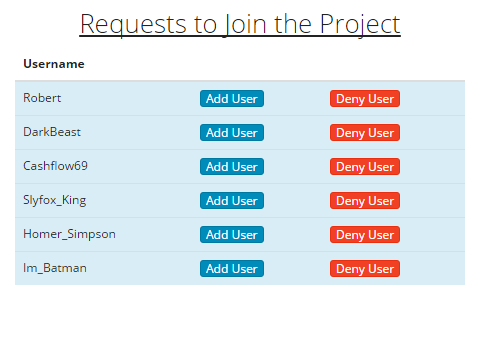 Requests to Join the Project
Username
Robert Add User Deny User
DarkBeast Add User Deny User
Cashflow69 Add User Deny User
Slyfox_King Add User Deny User
Homer_Simpson Add User Deny User
Im_Batman Add User Deny User